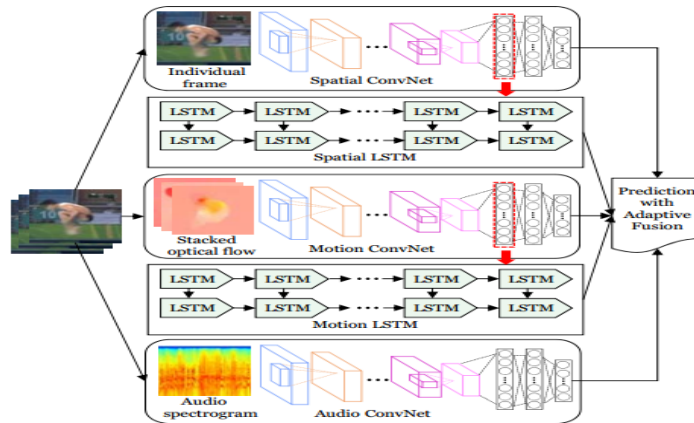 Individual
frame
Spatial ConvNet
LSTM LSTM LSTM LSTM
LSTM LSTM LSTM LSTM
Spatial LSTM
Stacked
optical flow
Motion ConvNet
Prediction
with
Adaptive
Fusion
LSTM LSTM LSTM LSTM
LSTM LSTM LSTM LSTM
Motion LSTM
Audio
spectrogram
Audio ConvNet